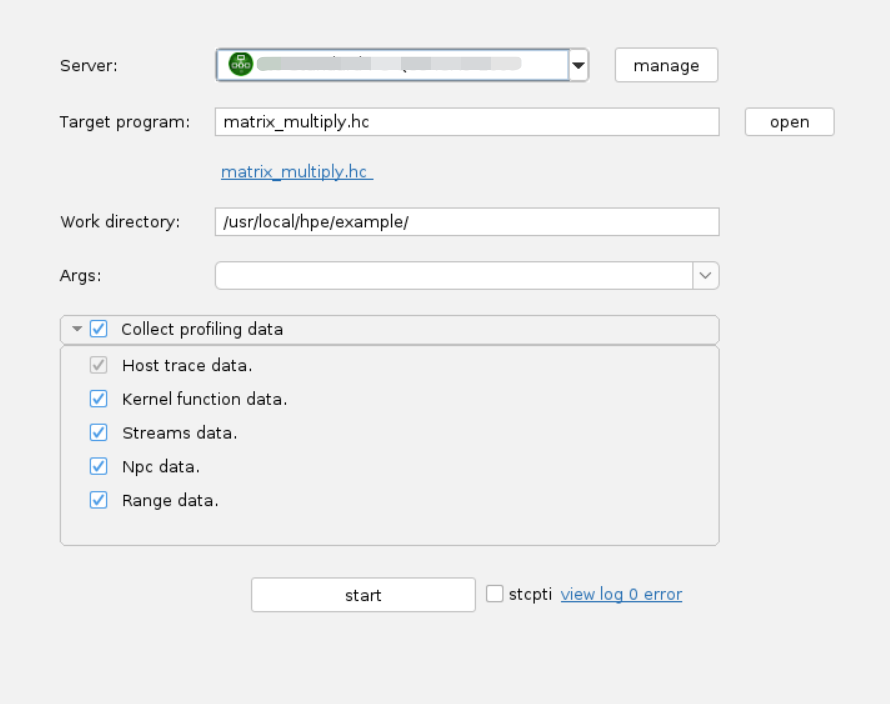 Server: manage
Target program: matrix_multiply.hc open
matrix_multiply.hc
Work directory: /usr/local/hpe/example/
Args:
Collect profiling data
Host trace data.
Kernel function data.
Streams data.
Npc data.
Range data.
start stcpti view log 0 error